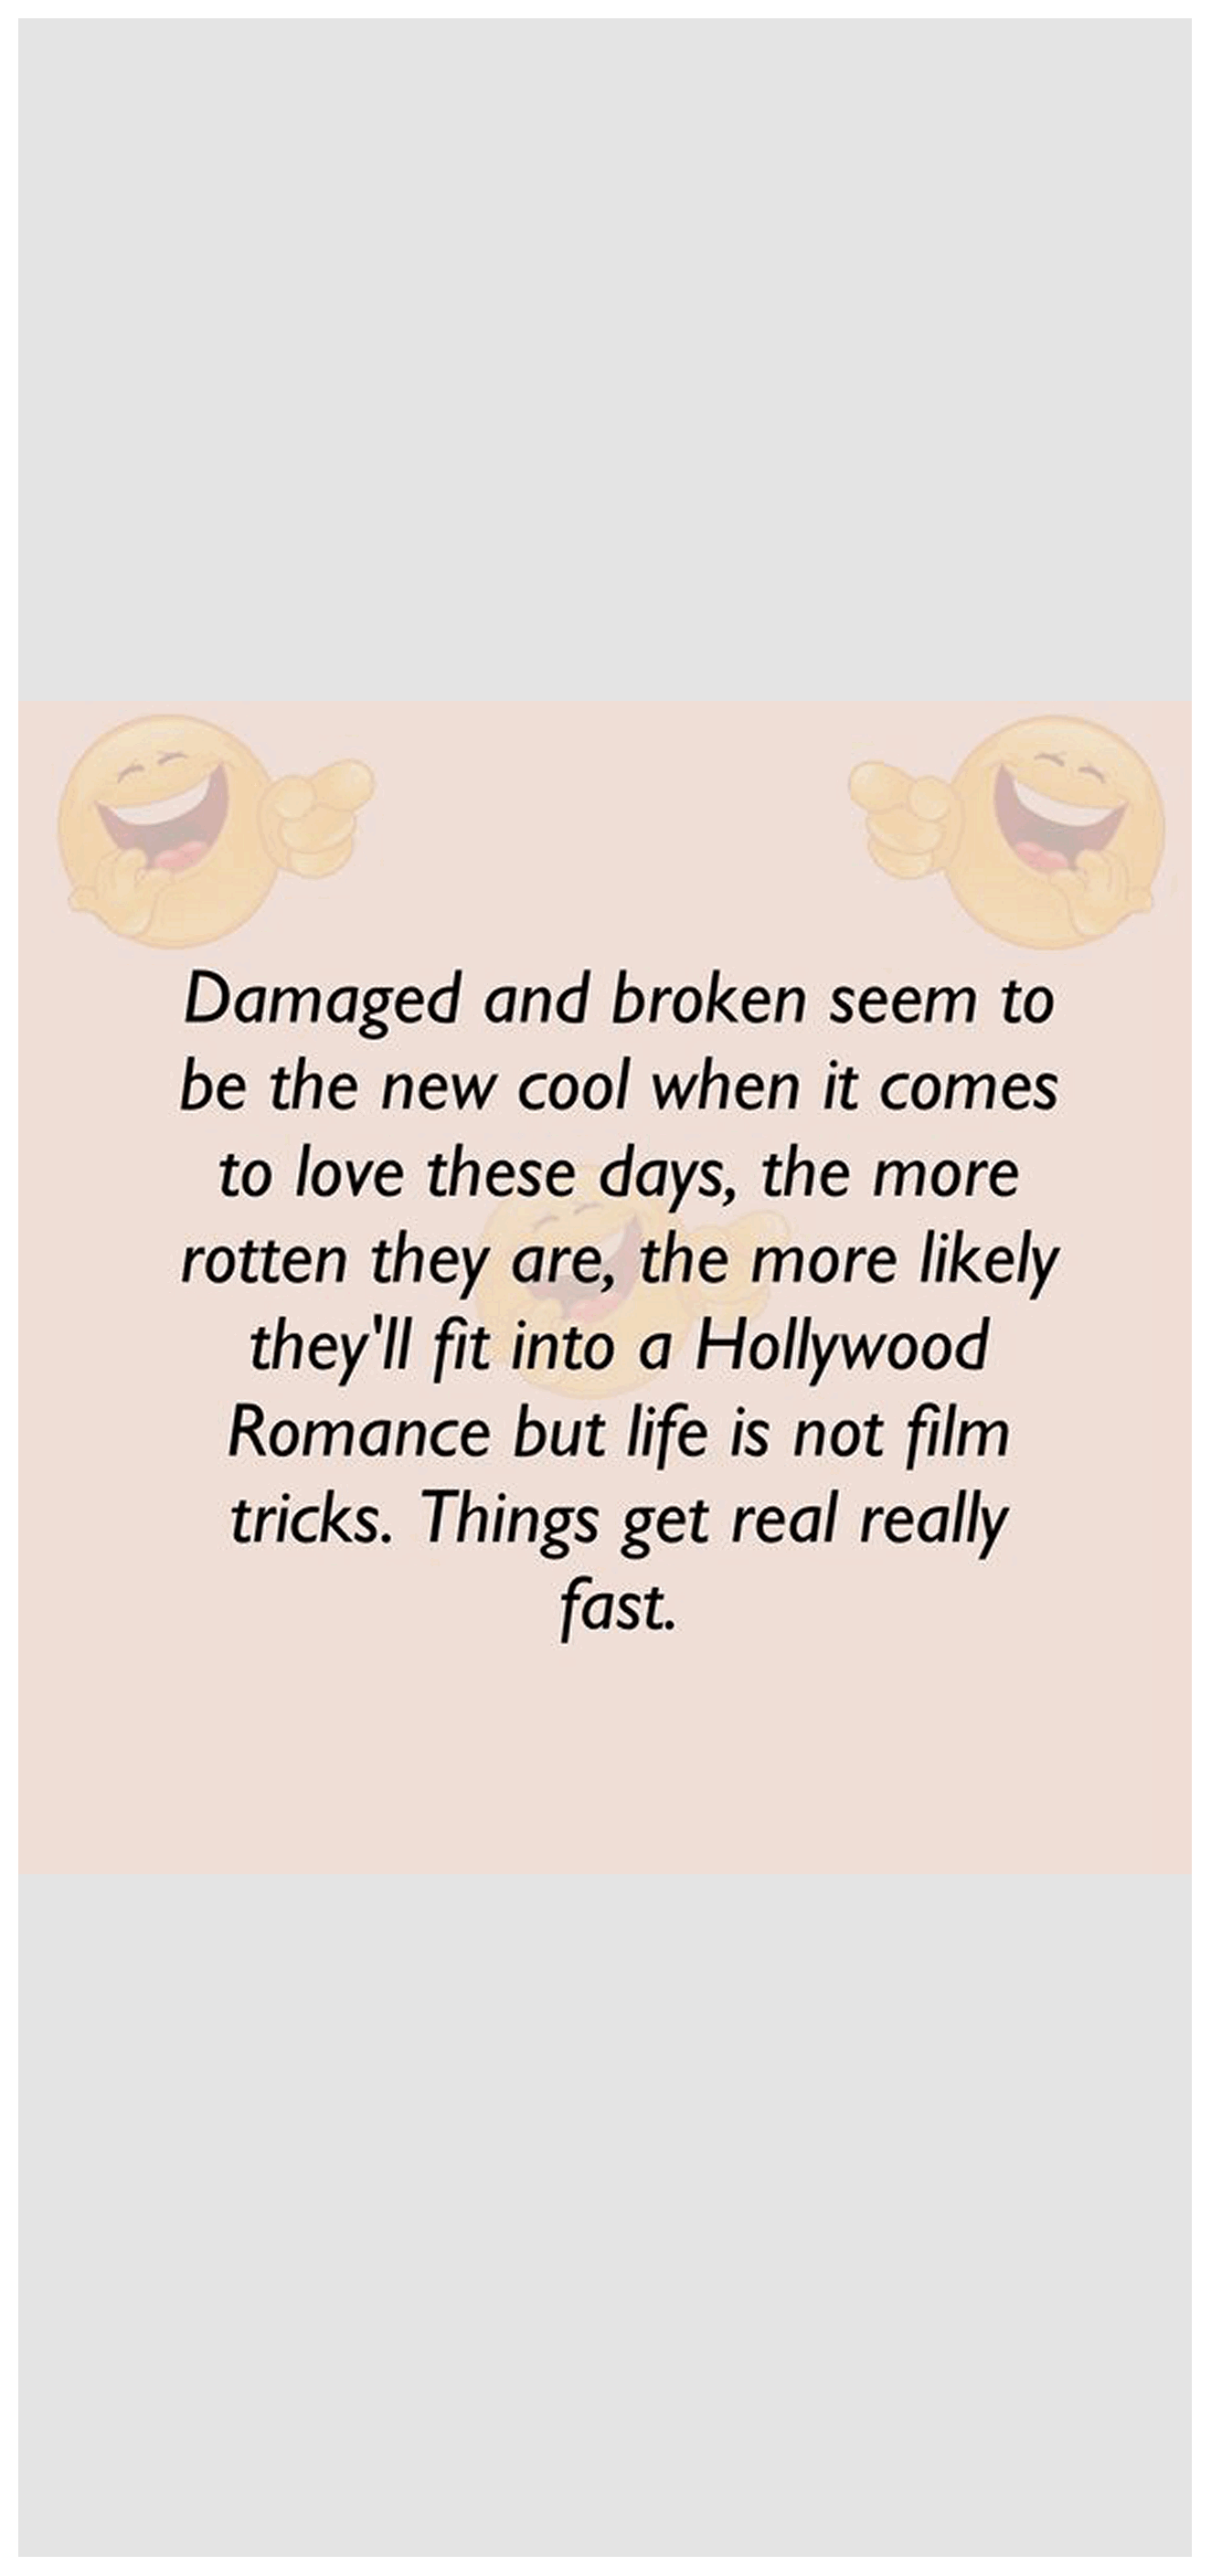 Damaged and broken seem to
be the new cool when it comes
to love these days, the more
rotten they are, the more likely
they'll fit into a Hollywood
Romance but life is not film
tricks. Things get real really
fast.